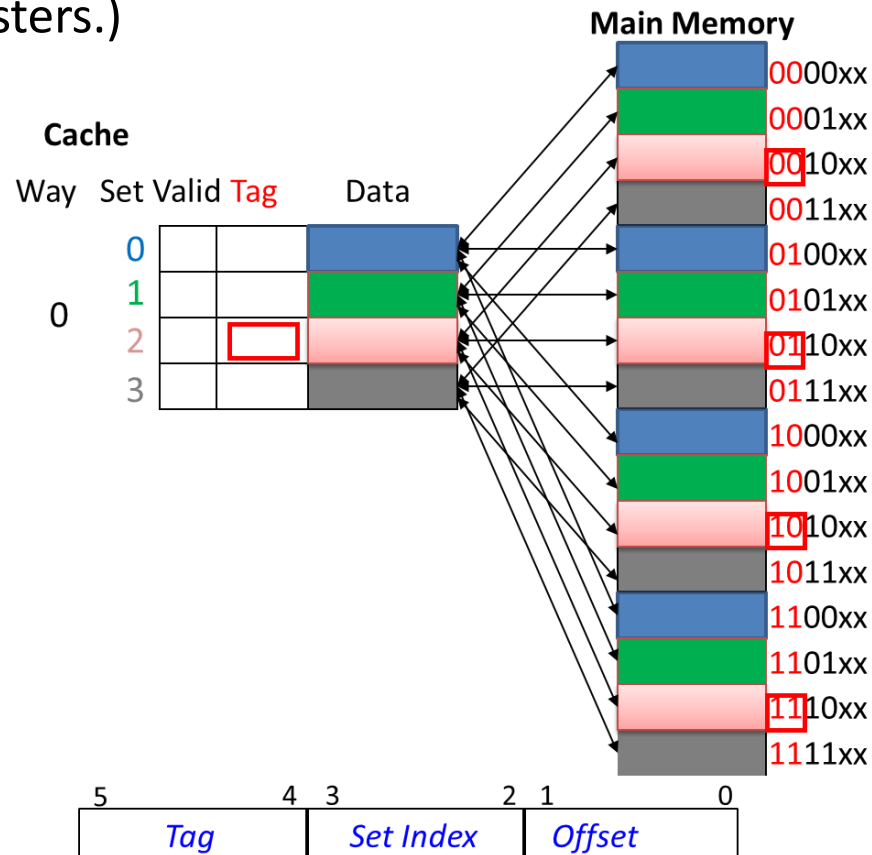 sters.)
Main Memory
Cache
Way Set Valid Tag Data
0
0
1
2
3
0000xx
0001xx
0010xx
0011xx
0100xx
0101xx
0110xx
0111xx
1000xx
1001xx
1010xx
1011xx
1100xx
1101xx
1110xx
1111xx
5 4 3 2 1 0
Tag Set Index Offset